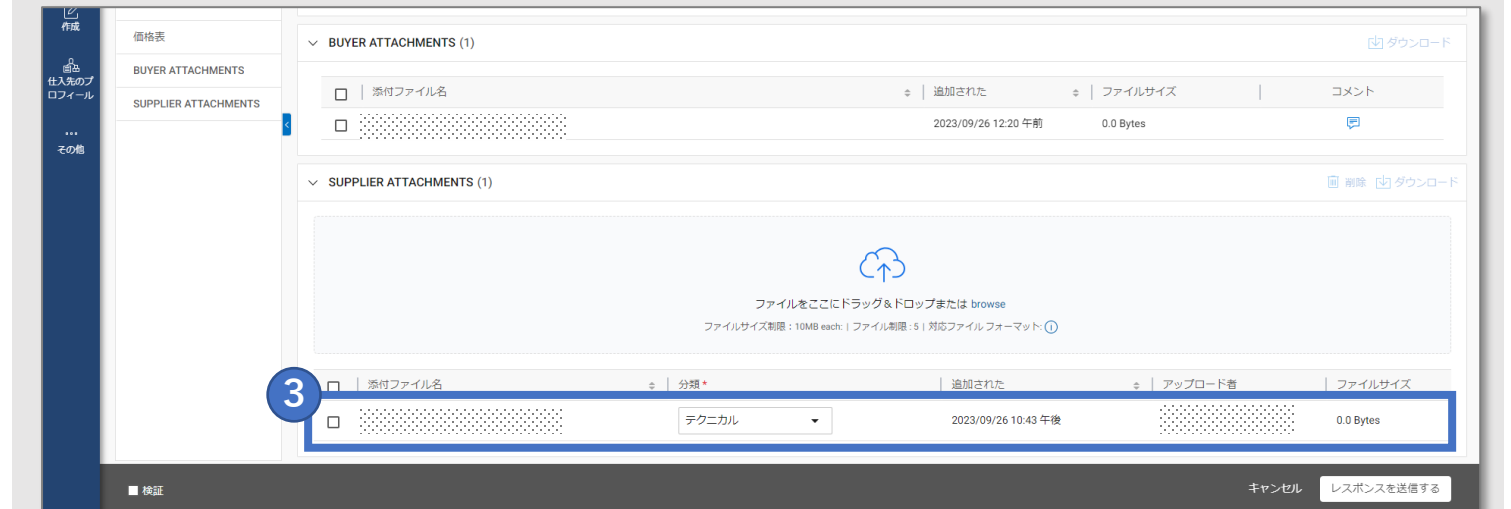 作成
仕入先のプ
ロフィール
...
その他
価格表
BUYER ATTACHMENTS
SUPPLIER ATTACHMENTS
BUYER ATTACHMENTS (1)
ダウンロード
添付ファイル名
追加された
ファイルサイズ
コメント
2023/09/26 12:20 午前
0.0 Bytes
SUPPLIER ATTACHMENTS (1)
削除
ダウンロード
ファイルをここにドラッグ&ドロップまたは browse
ファイルサイズ制限：10MB each: | ファイル制限 : 5 | 対応ファイル フォーマット:
添付ファイル名
分類 *
追加された
アップロード者
ファイルサイズ
3
テクニカル
2023/09/26 10:43 午後
0.0 Bytes
検証
キャンセル
レスポンスを送信する